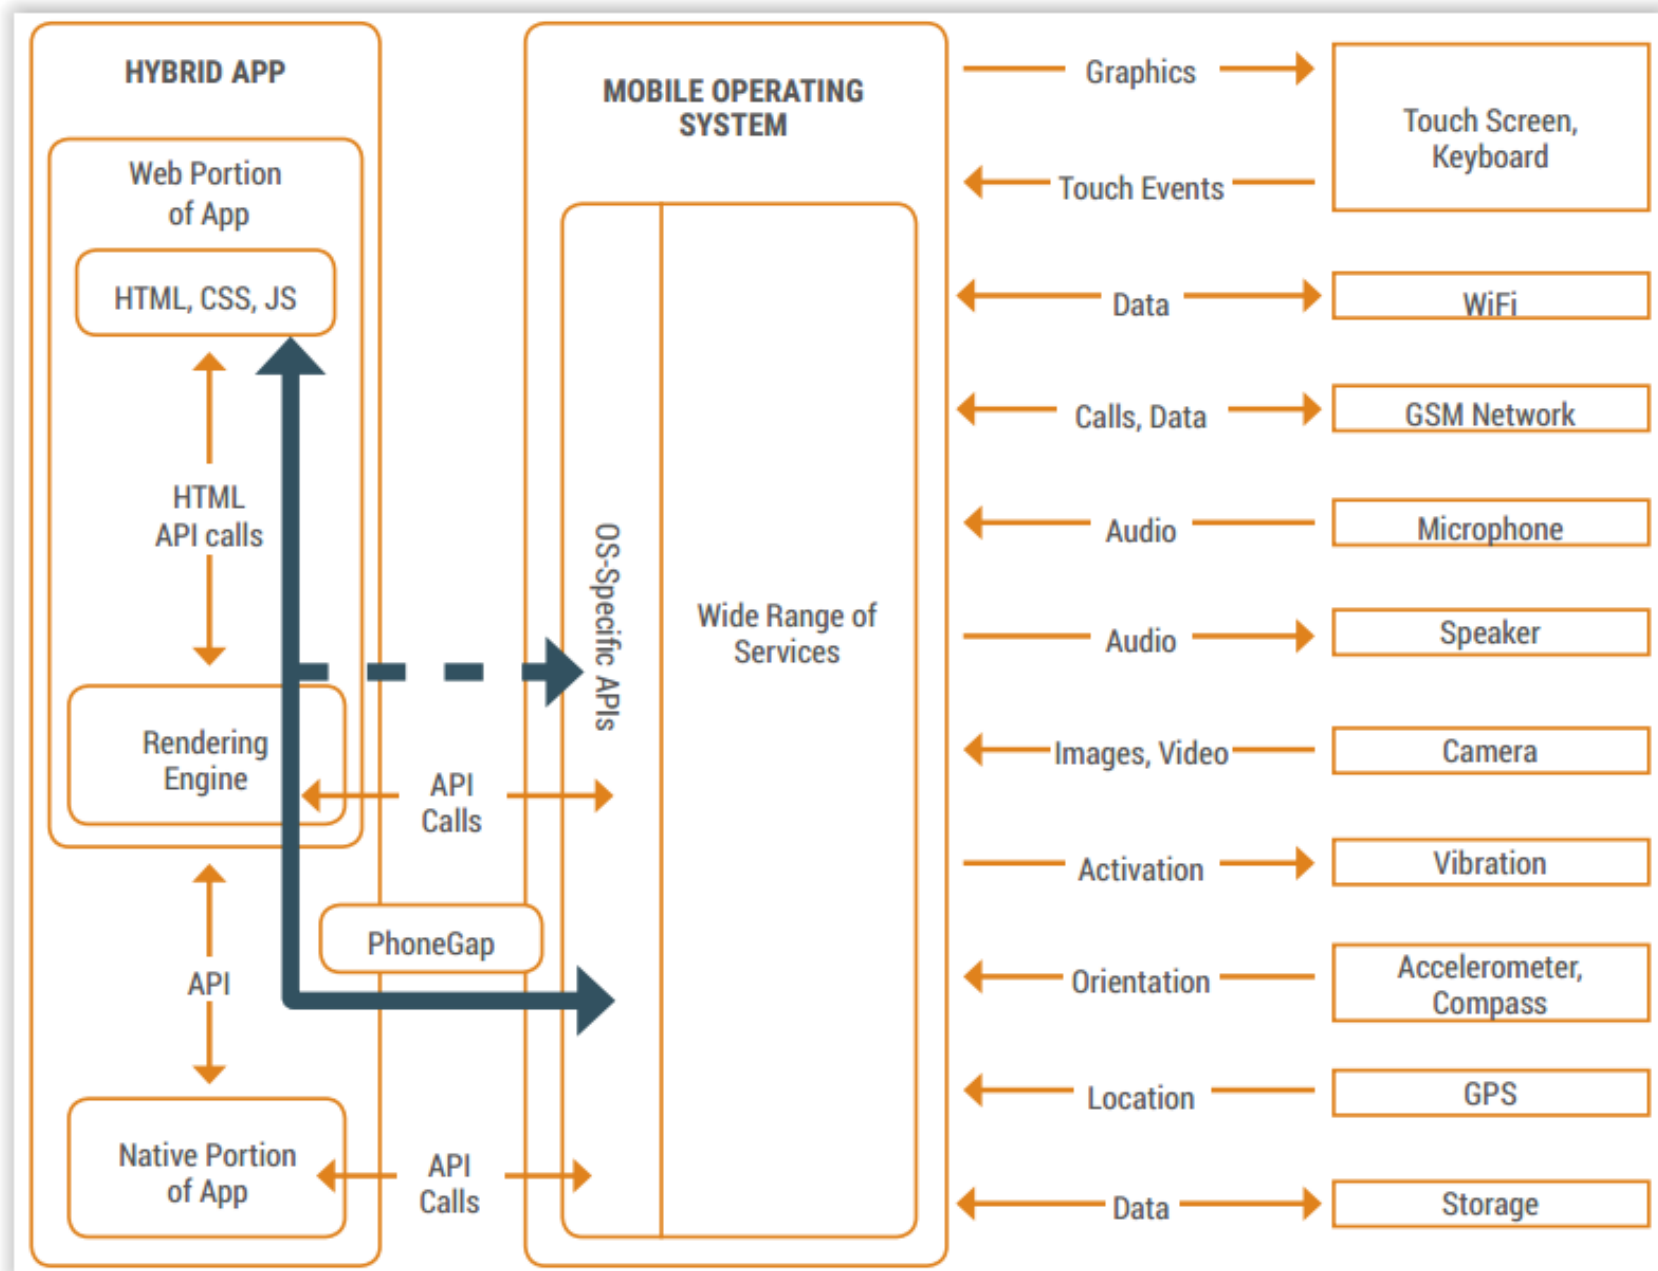 HYBRID APP
Web Portion
of App
HTML, CSS, JS
HTML
API calls
Rendering
Engine
API
Calls
PhoneGap
API
Native Portion
of App
API
Calls
MOBILE OPERATING
SYSTEM
OS-Specific APIs
Wide Range of
Services
Graphics
Touch Events
Touch Screen,
Keyboard
Data
WiFi
Calls, Data
GSM Network
Audio
Microphone
Audio
Speaker
Images, Video
Camera
Activation
Vibration
Orientation
Accelerometer,
Compass
Location
GPS
Data
Storage